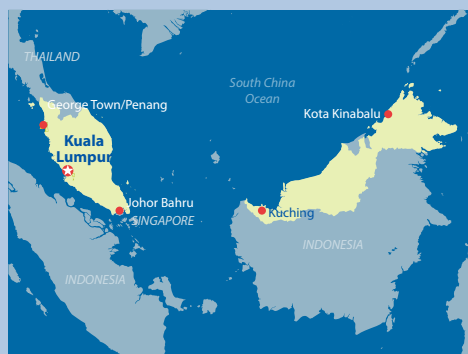 THAILAND
South China
Ocean
George Town/Penang
Kota Kinabalu
Kuala
Lumpur
Johor Bahru
Kuching
SINGAPORE
INDONESIA
INDONESIA